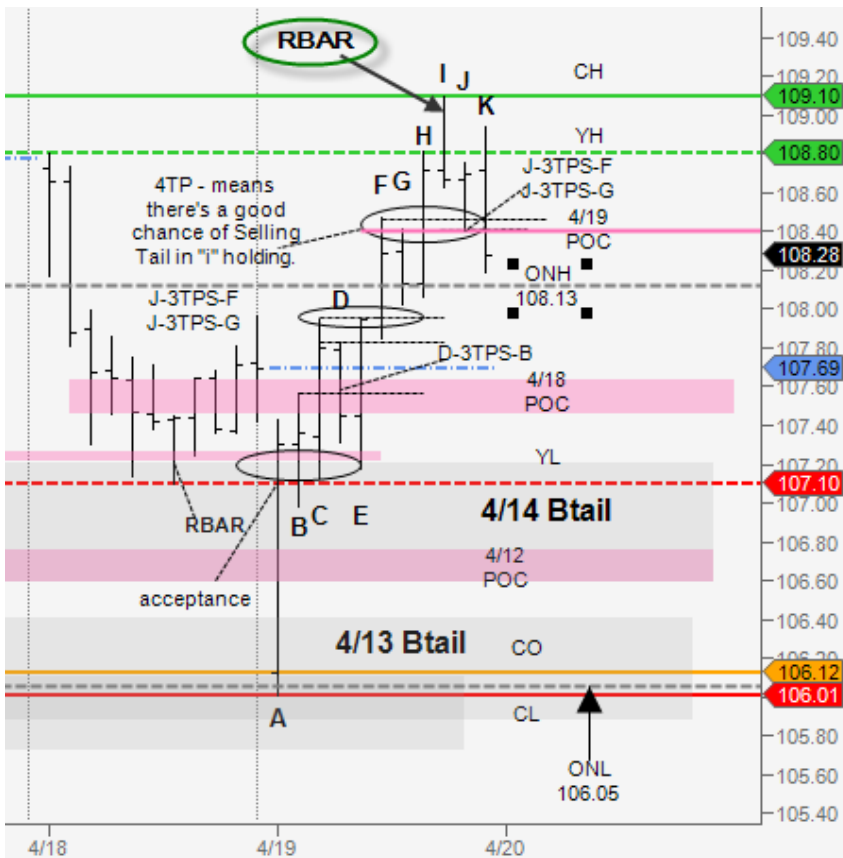 RBAR
109.40
CH
109.20
109.10
109.00
I
J
K
YH
108.80
H
J-3TPS-F
J-3TPS-G
108.60
F
G
4TP - means
there's a good
chance of Selling
Tail in "i" holding.
4/19
POC
108.40
108.28
108.20
ONH
108.13
J-3TPS-F
J-3TPS-G
D
108.00
107.80
D-3TPS-B
107.69
107.60
4/18
POC
107.40
107.20
YL
107.10
107.00
RBAR
B
C
E
4/14 Btail
106.80
4/12
POC
106.60
acceptance
106.40
4/13 Btail
CO
106.12
106.01
A
CL
105.80
ONL
106.05
105.60
105.40
4/18
4/19
4/20